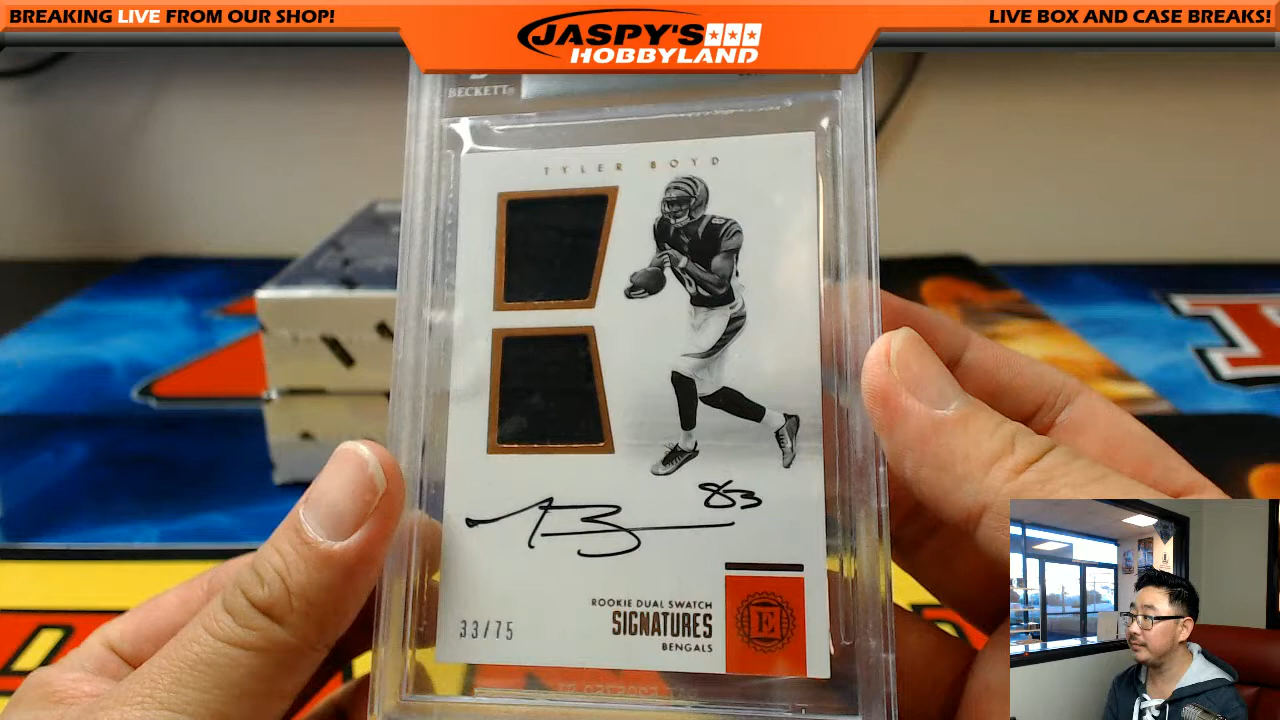 BREAKING LIVE FROM OUR SHOP!
JASPY'S
HOBBYLAND
LIVE BOX AND CASE BREAKS!
BECKETT
TYLER BOYD
83
ROOKIE DUAL SWATCH
SIGNATURES
BENGALS
33/75
E